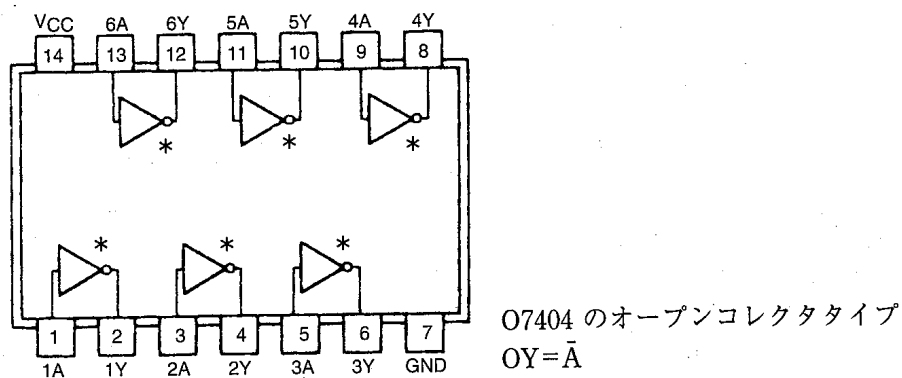 VCC 6A 6Y 5A 5Y 4A 4Y
14 13 12 11 10 9 8
* * *
* * *
1 2 3 4 5 6 7
1A 1Y 2A 2Y 3A 3Y GND
O7404 のオープンコレクタタイプ
OY=Ā